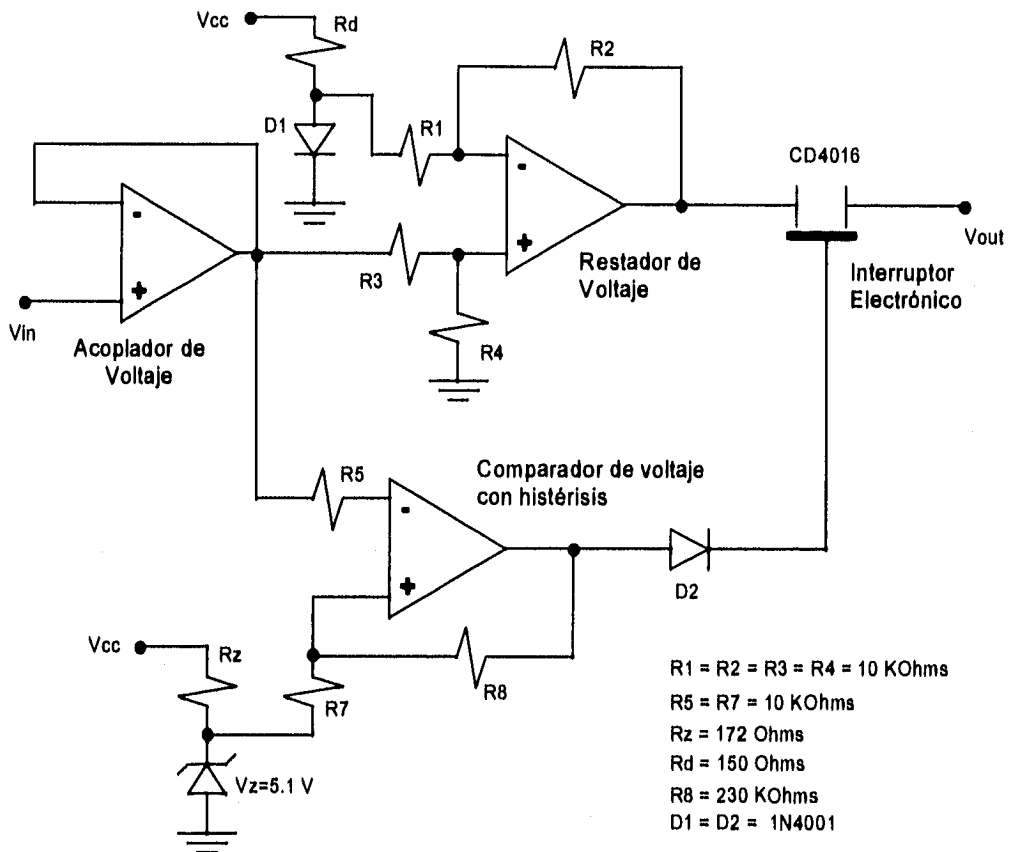 Vcc
Rd
R2
D1
R1
CD4016
-
+
Vout
-
+
R3
Restador de
Voltaje
Interruptor
Electrónico
Vin
R4
Acoplador de
Voltaje
R5
Comparador de voltaje
con histérisis
-
+
D2
Vcc
Rz
R8
R7
Vz=5.1 V
R1 = R2 = R3 = R4 = 10 KOhms
R5 = R7 = 10 KOhms
Rz = 172 Ohms
Rd = 150 Ohms
R8 = 230 KOhms
D1 = D2 = 1N4001